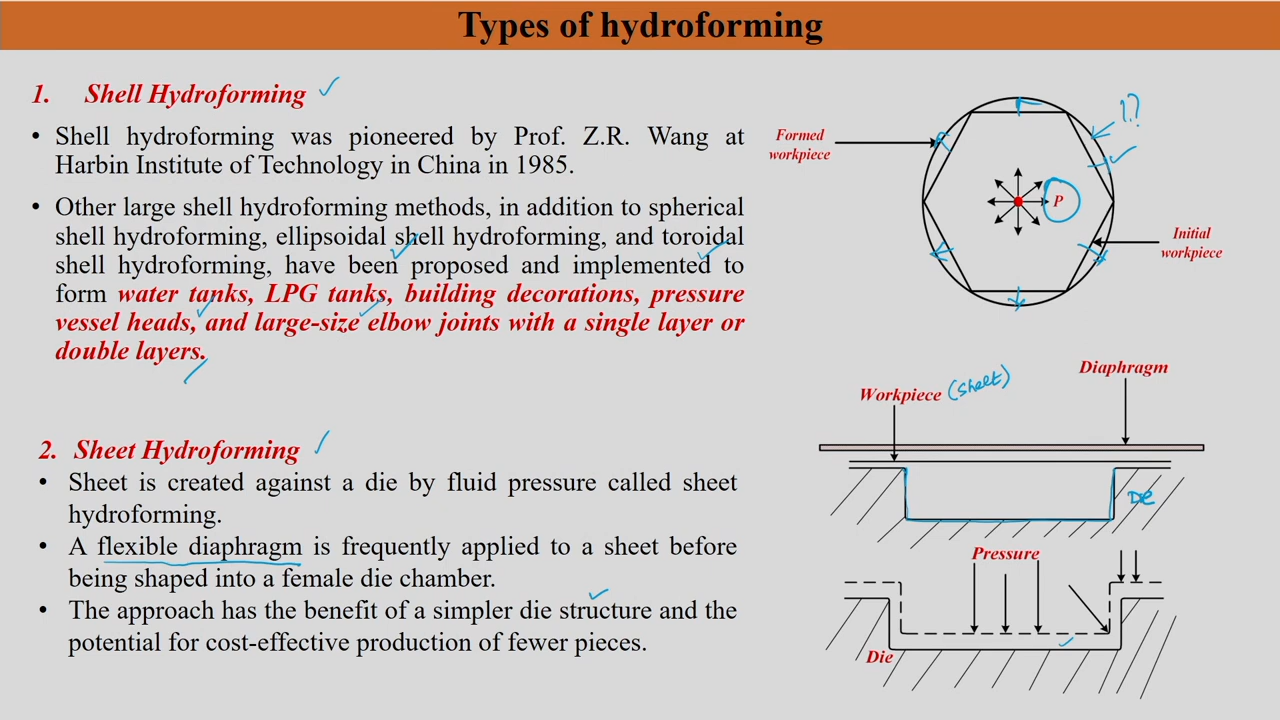 Types of hydroforming
1. Shell Hydroforming
• Shell hydroforming was pioneered by Prof. Z.R. Wang at
Harbin Institute of Technology in China in 1985.
• Other large shell hydroforming methods, in addition to spherical
shell hydroforming, ellipsoidal shell hydroforming, and toroidal
shell hydroforming, have been proposed and implemented to
form water tanks, LPG tanks, building decorations, pressure
vessel heads, and large-size elbow joints with a single layer or
double layers.
2. Sheet Hydroforming
• Sheet is created against a die by fluid pressure called sheet
hydroforming.
• A flexible diaphragm is frequently applied to a sheet before
being shaped into a female die chamber.
• The approach has the benefit of a simpler die structure and the
potential for cost-effective production of fewer pieces.
Formed
workpiece
1?
P
Initial
workpiece
Diaphragm
Workpiece (sheet)
Die
Pressure
Die